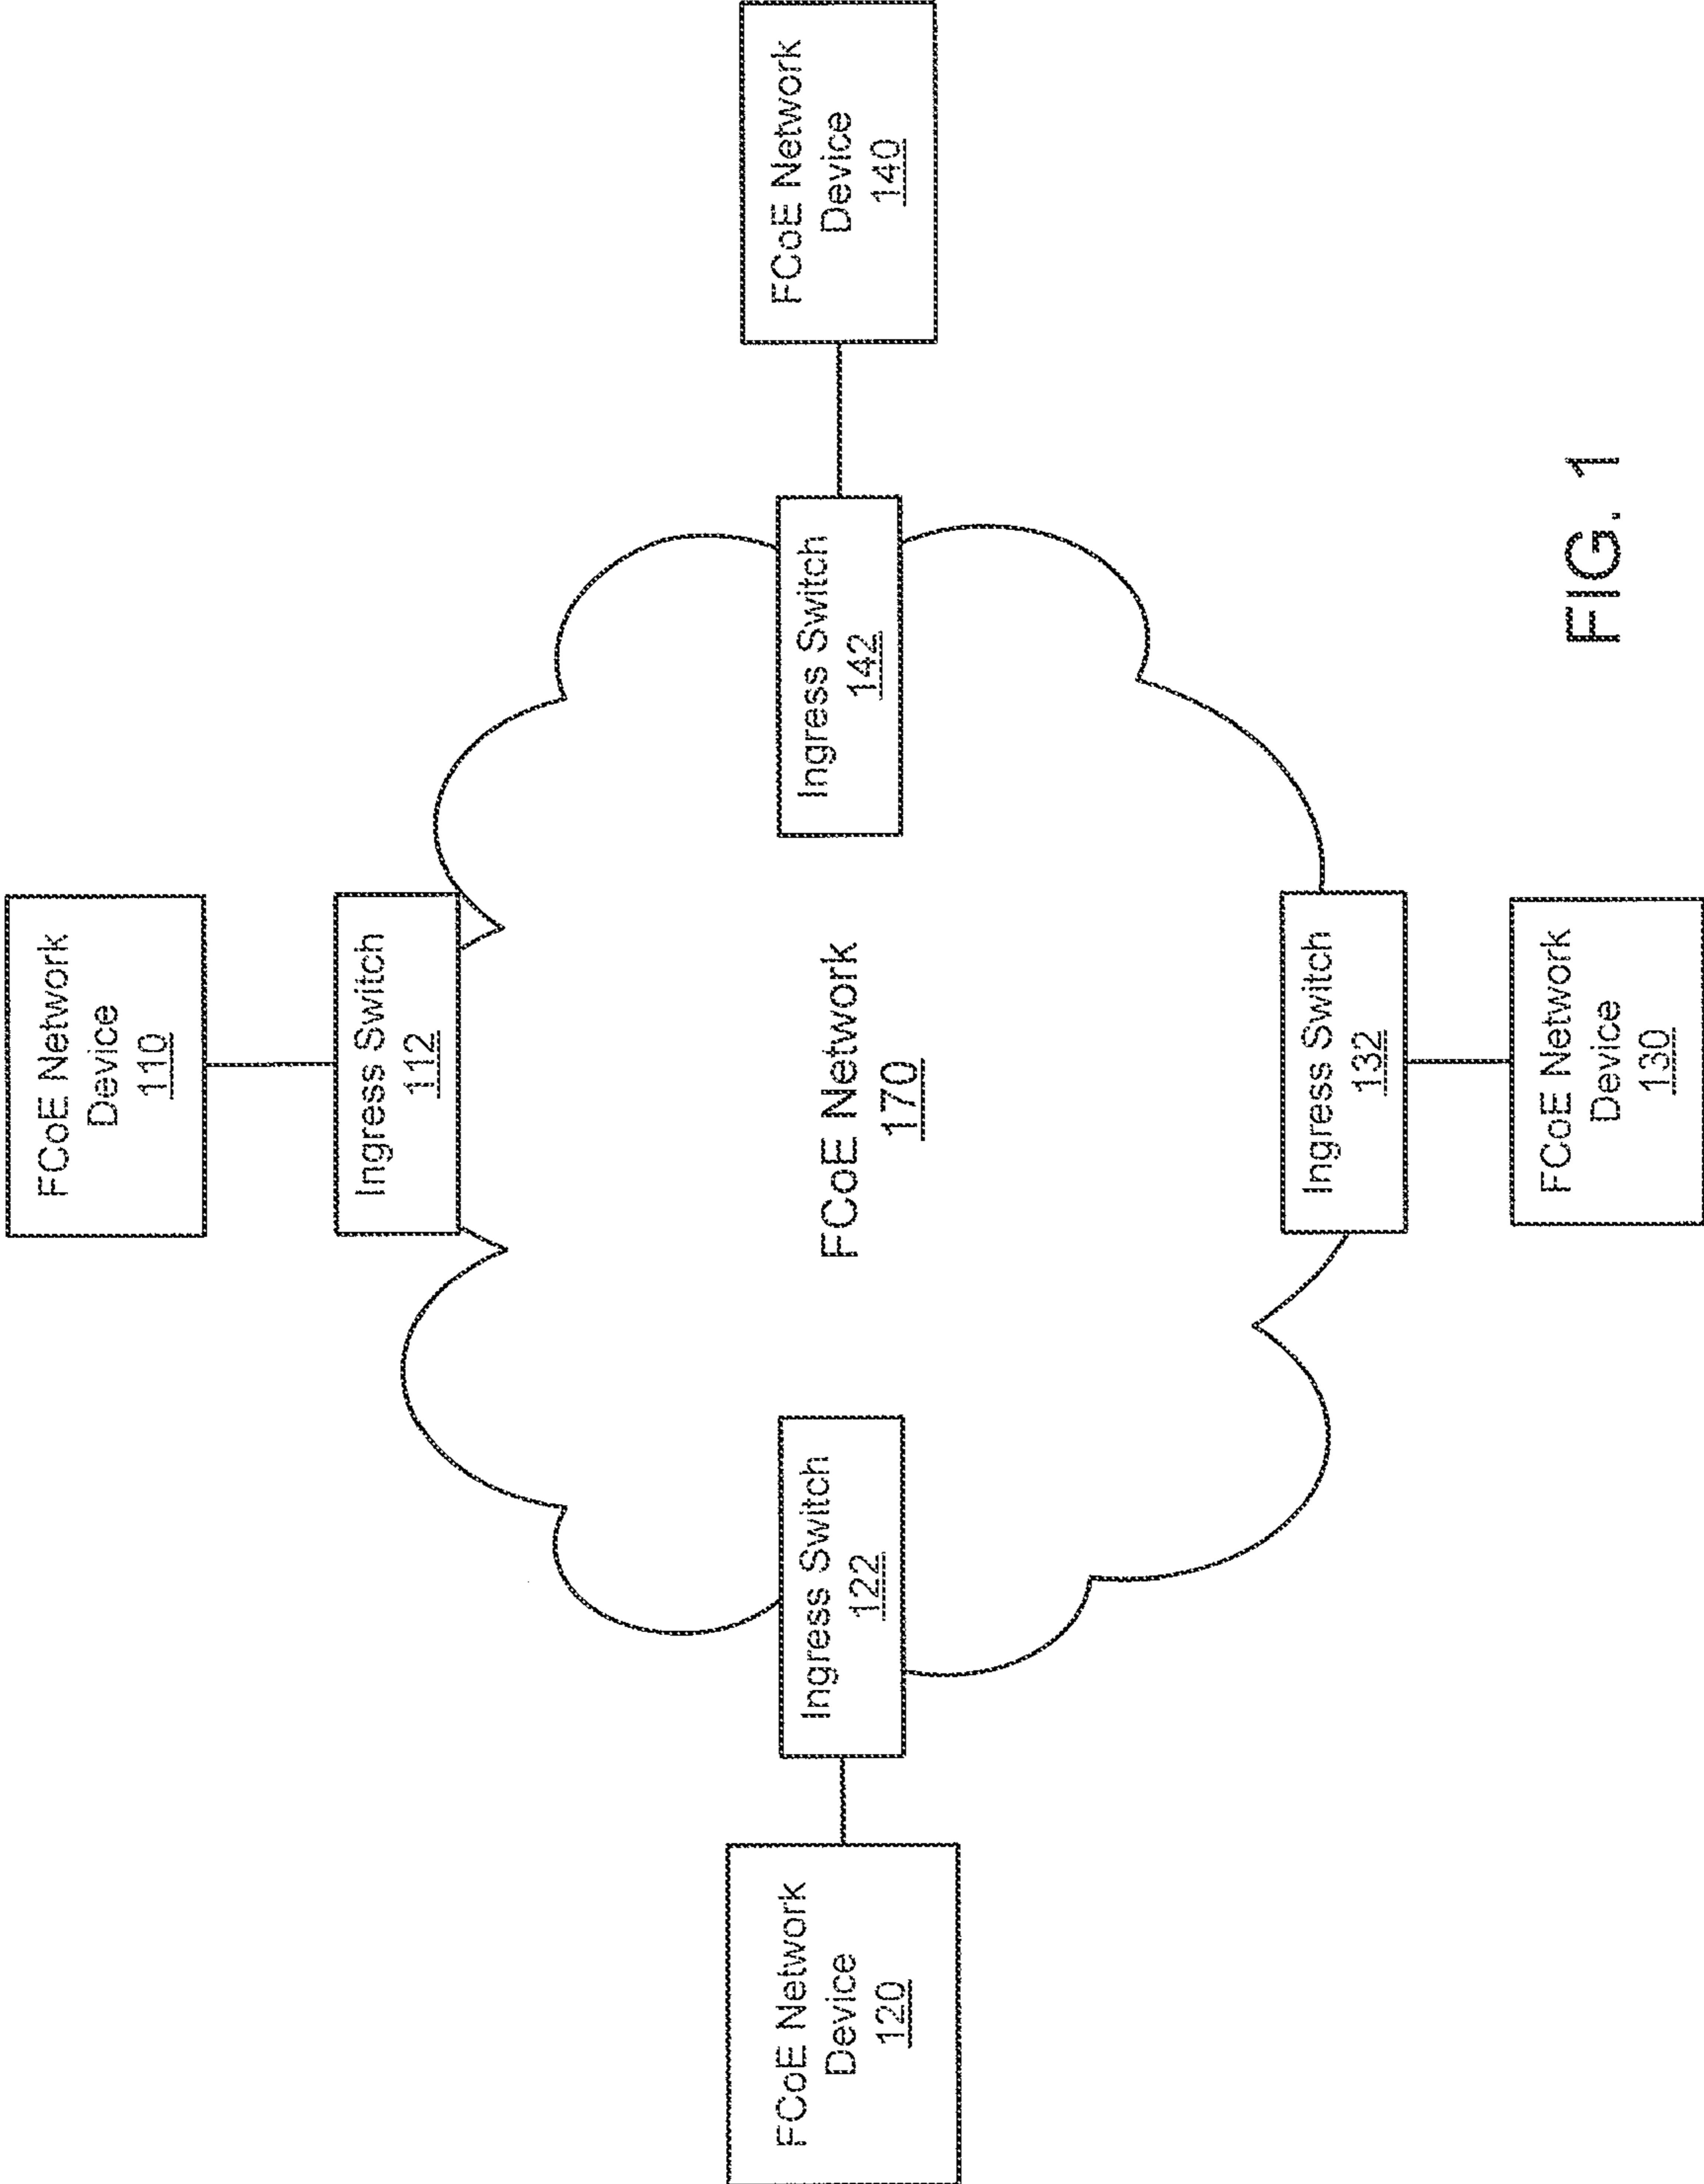 FCoE Network
Device
110
Ingress Switch
112
FCoE Network
Device
120
Ingress Switch
122
FCoE Network
170
Ingress Switch
142
FCoE Network
Device
140
Ingress Switch
132
FCoE Network
Device
130
FIG. 1